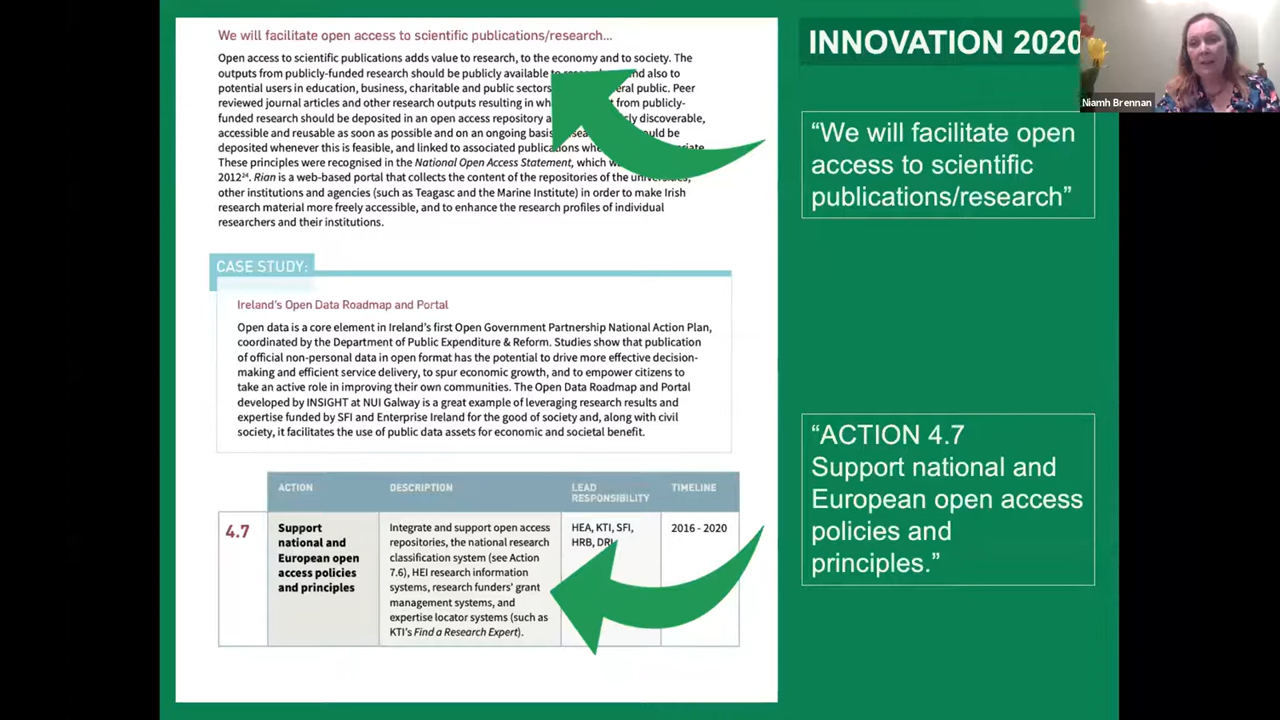 We will facilitate open access to scientific publications/research...
Open access to scientific publications adds value to research, to the economy and to society. The
outputs from publicly-funded research should be publicly available to and also to
potential users in education, business, charitable and public sectors public. Peer
reviewed journal articles and other research outputs resulting in from publicly-
funded research should be deposited in an open access repository
accessible and reusable as soon as possible and on an ongoing basis be
deposited whenever this is feasible, and linked to associated publications
These principles were recognised in the National Open Access Statement, which
2012²⁴. Rian is a web-based portal that collects the content of the repositories of the universities,
other institutions and agencies (such as Teagasc and the Marine Institute) in order to make Irish
research material more freely accessible, and to enhance the research profiles of individual
researchers and their institutions.
CASE STUDY:
Ireland's Open Data Roadmap and Portal
Open data is a core element in Ireland's first Open Government Partnership National Action Plan,
coordinated by the Department of Public Expenditure & Reform. Studies show that publication
of official non-personal data in open format has the potential to drive more effective decision-
making and efficient service delivery, to spur economic growth, and to empower citizens to
take an active role in improving their own communities. The Open Data Roadmap and Portal
developed by INSIGHT at NUI Galway is a great example of leveraging research results and
expertise funded by SFI and Enterprise Ireland for the good of society and, along with civil
society, it facilitates the use of public data assets for economic and societal benefit.
ACTION DESCRIPTION LEAD RESPONSIBILITY TIMELINE
4.7
Support
national and
European open
access policies
and principles
Integrate and support open access
repositories, the national research
classification system (see Action
7.6), HEI research information
systems, research funders' grant
management systems, and
expertise locator systems (such as
KTI's Find a Research Expert).
HEA, KTI, SFI,
HRB, DRI
2016 - 2020
INNOVATION 2020
Niamh Brennan
“We will facilitate open
access to scientific
publications/research”
“ACTION 4.7
Support national and
European open access
policies and
principles.”